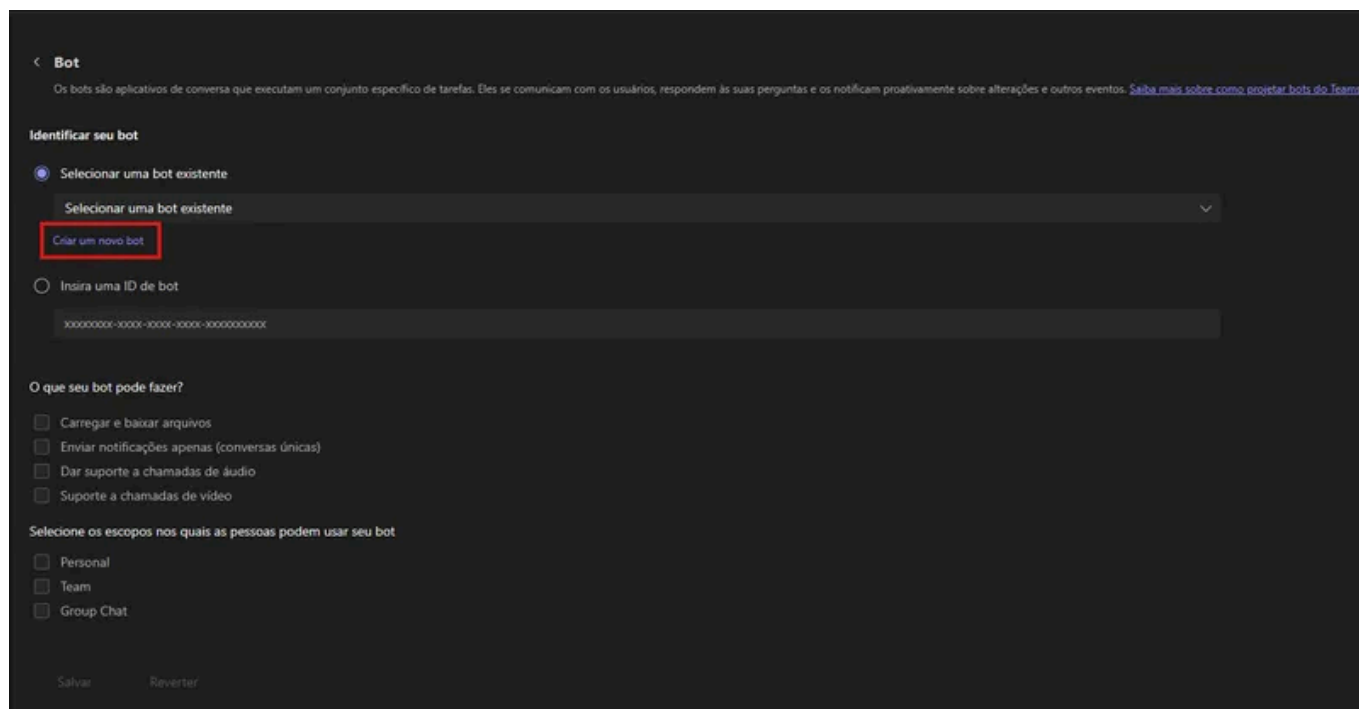 Bot
Os bots são aplicativos de conversa que executam um conjunto específico de tarefas. Eles se comunicam com os usuários, respondem às suas perguntas e os notificam proativamente sobre alterações e outros eventos. Saiba mais sobre como projetar bots do Teams
Identificar seu bot
Selecionar uma bot existente
Selecionar uma bot existente
Criar um novo bot
Insira uma ID de bot
xxxxxxxx-xxxx-xxxx-xxxx-xxxxxxxxxx
O que seu bot pode fazer?
Carregar e baixar arquivos
Enviar notificações apenas (conversas únicas)
Dar suporte a chamadas de áudio
Suporte a chamadas de vídeo
Selecione os escopos nos quais as pessoas podem usar seu bot
Personal
Team
Group Chat
Salvar Reverter